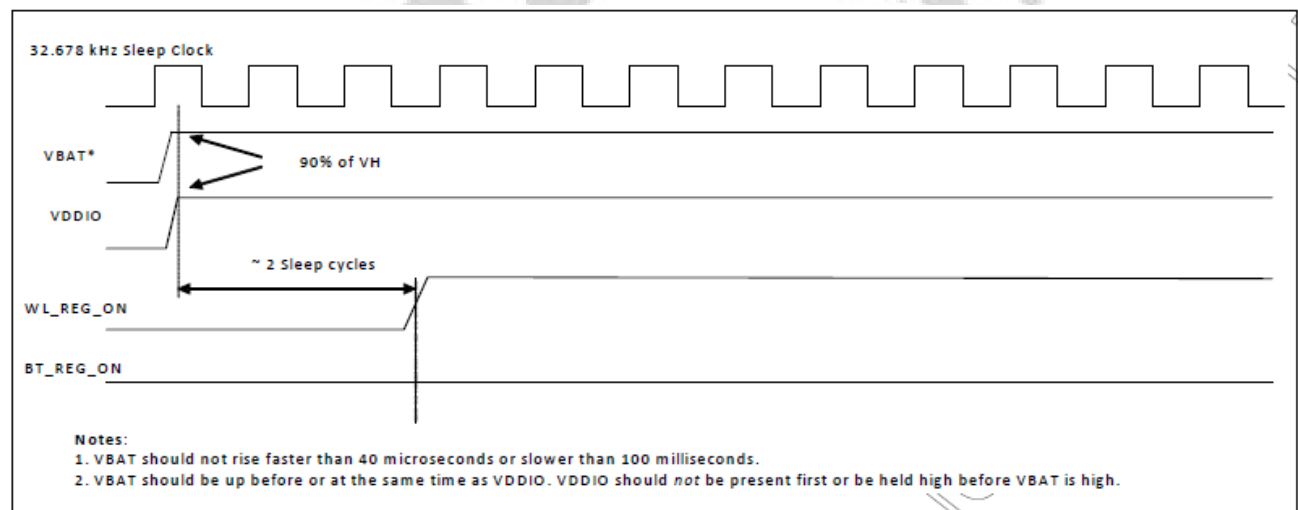 32.678 kHz Sleep Clock
VBAT*
90% of VH
VDDIO
~ 2 Sleep cycles
WL_REG_ON
BT_REG_ON
Notes:
1. VBAT should not rise faster than 40 microseconds or slower than 100 milliseconds.
2. VBAT should be up before or at the same time as VDDIO. VDDIO should not be present first or be held high before VBAT is high.